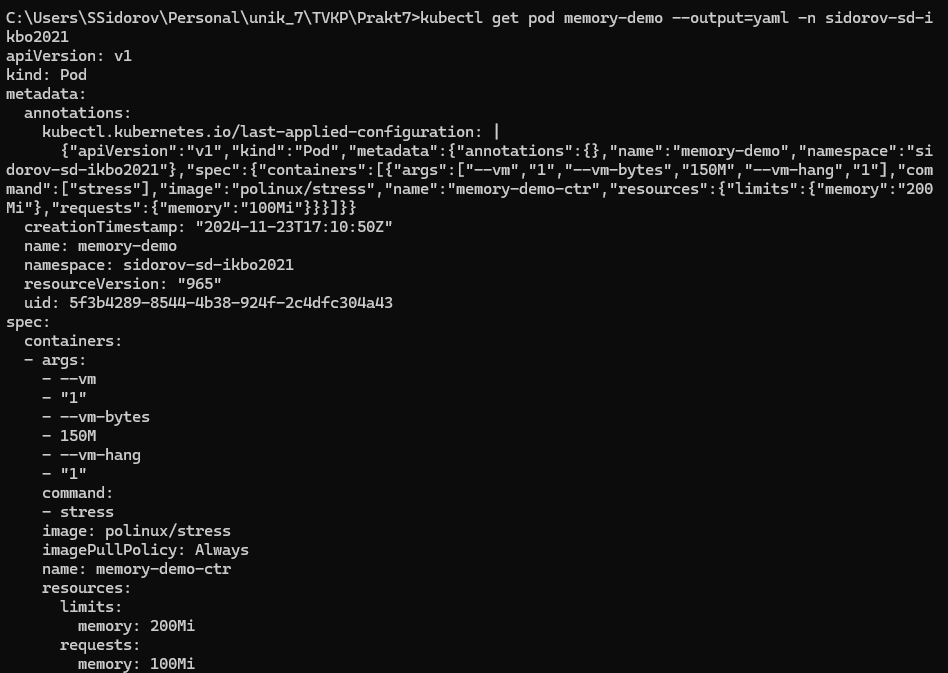 C:\Users\SSidorov\Personal\unik_7\TVKP\Prakt7>kubectl get pod memory-demo --output=yaml -n sidorov-sd-i
kbo2021
apiVersion: v1
kind: Pod
metadata:
  annotations:
    kubectl.kubernetes.io/last-applied-configuration: |
      {"apiVersion":"v1","kind":"Pod","metadata":{"annotations":{},"name":"memory-demo","namespace":"si
dorov-sd-ikbo2021"},"spec":{"containers":[{"args":["--vm","1","--vm-bytes","150M","--vm-hang","1"],"com
mand":["stress"],"image":"polinux/stress","name":"memory-demo-ctr","resources":{"limits":{"memory":"200
Mi"},"requests":{"memory":"100Mi"}}}]}}
  creationTimestamp: "2024-11-23T17:10:50Z"
  name: memory-demo
  namespace: sidorov-sd-ikbo2021
  resourceVersion: "965"
  uid: 5f3b4289-8544-4b38-924f-2c4dfc304a43
spec:
  containers:
  - args:
    - --vm
    - "1"
    - --vm-bytes
    - 150M
    - --vm-hang
    - "1"
    command:
    - stress
    image: polinux/stress
    imagePullPolicy: Always
    name: memory-demo-ctr
    resources:
      limits:
        memory: 200Mi
      requests:
        memory: 100Mi